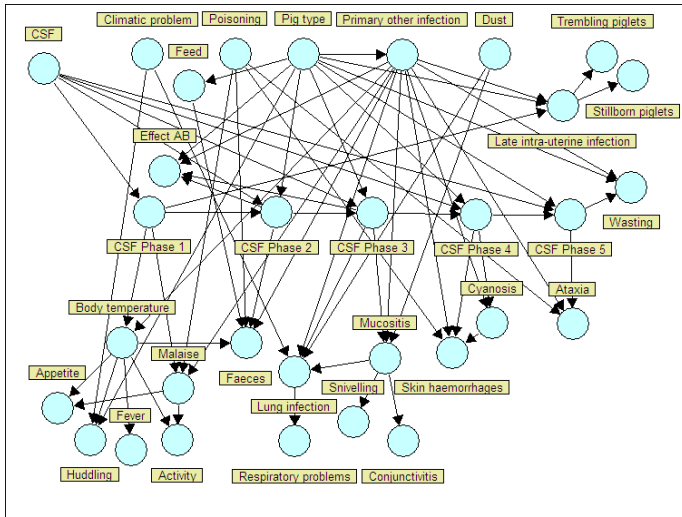 Climatic problem
Poisoning
Pig type
Primary other infection
Dust
Trembling piglets
CSF
Feed
Stillborn piglets
Effect AB
Late intra-uterine infection
Wasting
CSF Phase 1
CSF Phase 2
CSF Phase 3
CSF Phase 4
CSF Phase 5
Cyanosis
Ataxia
Body temperature
Mucositis
Malaise
Appetite
Faeces
Snivelling
Skin haemorrhages
Lung infection
Fever
Huddling
Activity
Respiratory problems
Conjunctivitis